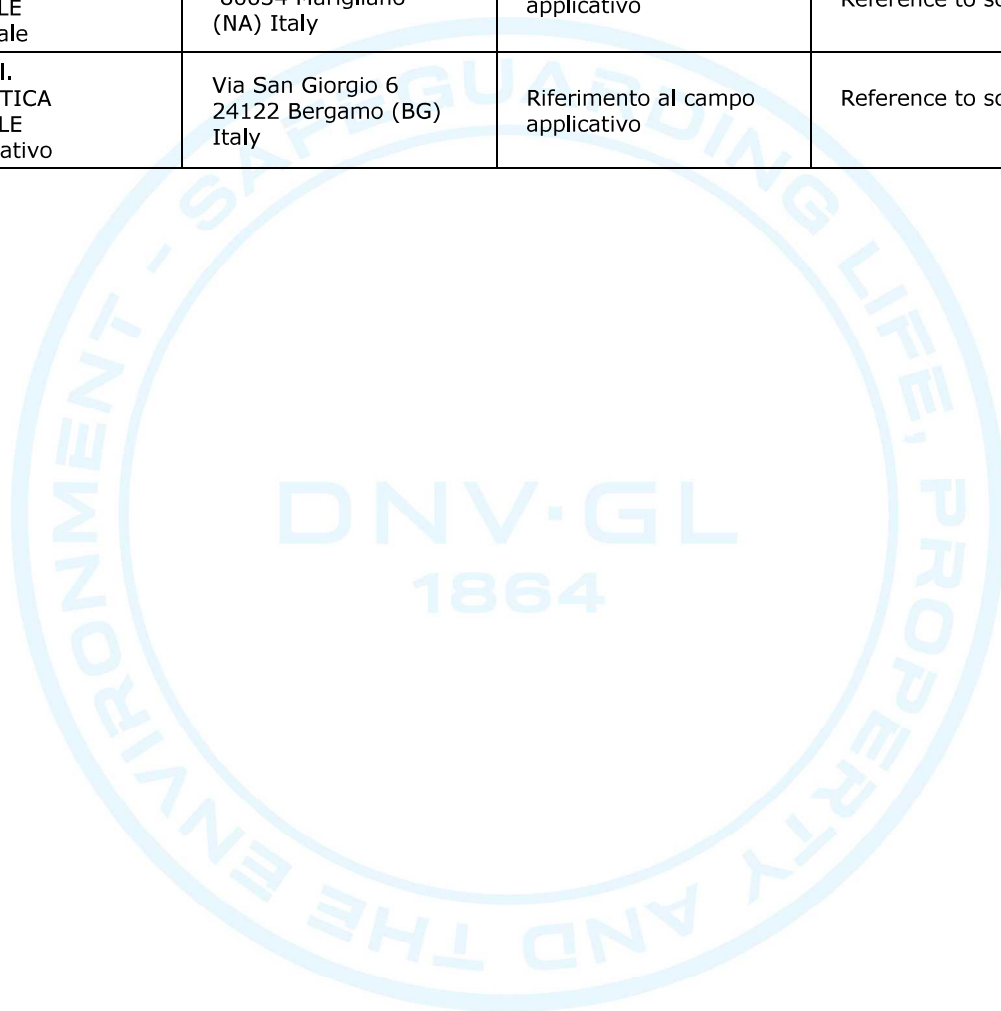 LE
ale
(NA) Italy
applicativo
l.
TICA
LE
ativo
Via San Giorgio 6
24122 Bergamo (BG)
Italy
Riferimento al campo
applicativo
Reference to sc
SAFEGUARDING LIFE, PROPERTY AND THE ENVIRONMENT -
DNV·GL
1864